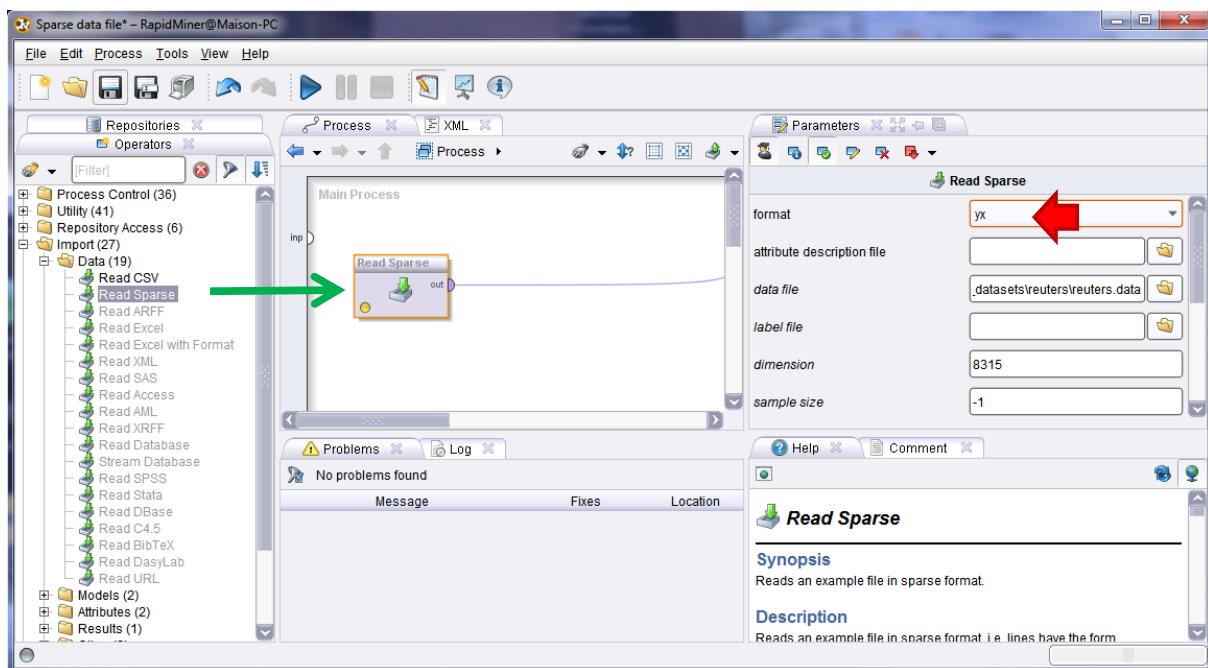 Sparse data file* – RapidMiner@Maison-PC
File Edit Process Tools View Help
Repositories
Operators
[Filter]
Process Control (36)
Utility (41)
Repository Access (6)
Import (27)
Data (19)
Read CSV
Read Sparse
Read ARFF
Read Excel
Read Excel with Format
Read XML
Read SAS
Read Access
Read AML
Read XRFF
Read Database
Stream Database
Read SPSS
Read Stata
Read DBase
Read C4.5
Read BibTeX
Read DasyLab
Read URL
Models (2)
Attributes (2)
Results (1)
Process XML
Process
Main Process
inp
Read Sparse
out
Problems Log
No problems found
Message Fixes Location
Parameters
Read Sparse
format yx
attribute description file
data file _datasets\reuters\reuters.data
label file
dimension 8315
sample size -1
Help Comment
Read Sparse
Synopsis
Reads an example file in sparse format.
Description
Reads an example file in sparse format, i.e. lines have the form